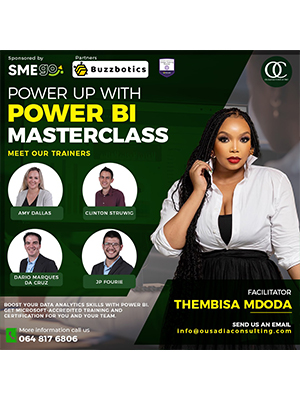 Sponsored by
Partners
SMEgo
Buzzbotics
OC
POWER UP WITH
POWER BI
MASTERCLASS
MEET OUR TRAINERS
AMY DALLAS
CLINTON STRUWIG
DARIO MARQUES
DA CRUZ
JP FOURIE
BOOST YOUR DATA ANALYTICS SKILLS WITH POWER BI.
GET MICROSOFT-ACCREDITED TRAINING AND
CERTIFICATION FOR YOU AND YOUR TEAM.
More information call us
064 817 6806
FACILITATOR
THEMBISA MDODA
SEND US AN EMAIL
info@ousadiaconsulting.com